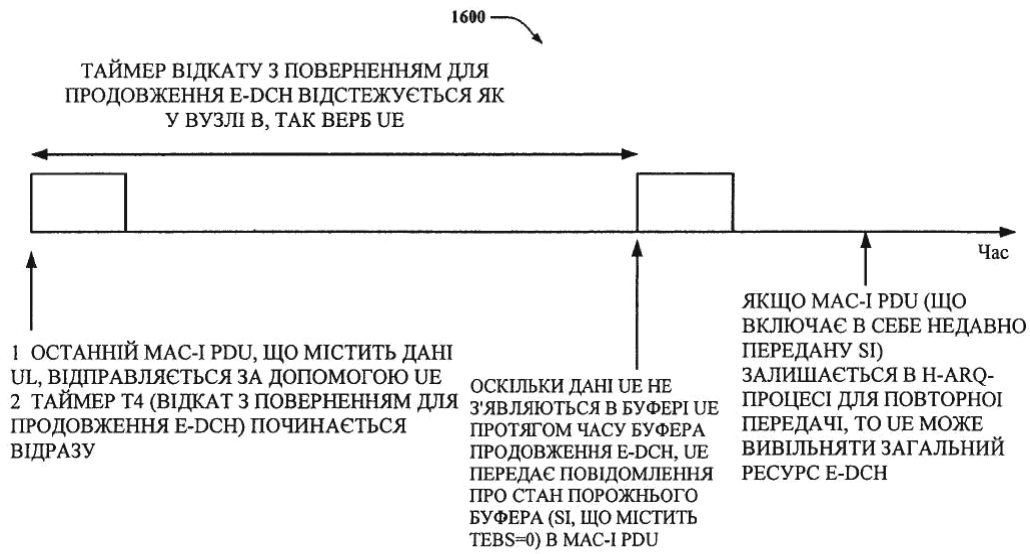 1600
ТАЙМЕР ВІДКАТУ З ПОВЕРНЕННЯМ ДЛЯ
ПРОДОВЖЕННЯ E-DCH ВІДСТЕЖУЄТЬСЯ ЯК
У ВУЗЛІ В, ТАК ВЕРБ UE
Час
1 ОСТАННІЙ MAC-I PDU, ЩО МІСТИТЬ ДАНІ
UL, ВІДПРАВЛЯЄТЬСЯ ЗА ДОПОМОГОЮ UE
2 ТАЙМЕР Т4 (ВІДКАТ З ПОВЕРНЕННЯМ ДЛЯ
ПРОДОВЖЕННЯ E-DCH) ПОЧИНАЄТЬСЯ
ВІДРАЗУ
ОСКІЛЬКИ ДАНІ UE НЕ
З'ЯВЛЯЮТЬСЯ В БУФЕРІ UE
ПРОТЯГОМ ЧАСУ БУФЕРА
ПРОДОВЖЕННЯ E-DCH, UE
ПЕРЕДАЄ ПОВІДОМЛЕННЯ
ПРО СТАН ПОРОЖНЬОГО
БУФЕРА (SI, ЩО МІСТИТЬ
TEBS=0) В MAC-I PDU
ЯКЩО MAC-I PDU (ЩО
ВКЛЮЧАЄ В СЕБЕ НЕДАВНО
ПЕРЕДАНУ SI)
ЗАЛИШАЄТЬСЯ В H-ARQ-
ПРОЦЕСІ ДЛЯ ПОВТОРНОЇ
ПЕРЕДАЧІ, ТО UE МОЖЕ
ВИВІЛЬНЯТИ ЗАГАЛЬНИЙ
РЕСУРС E-DCH